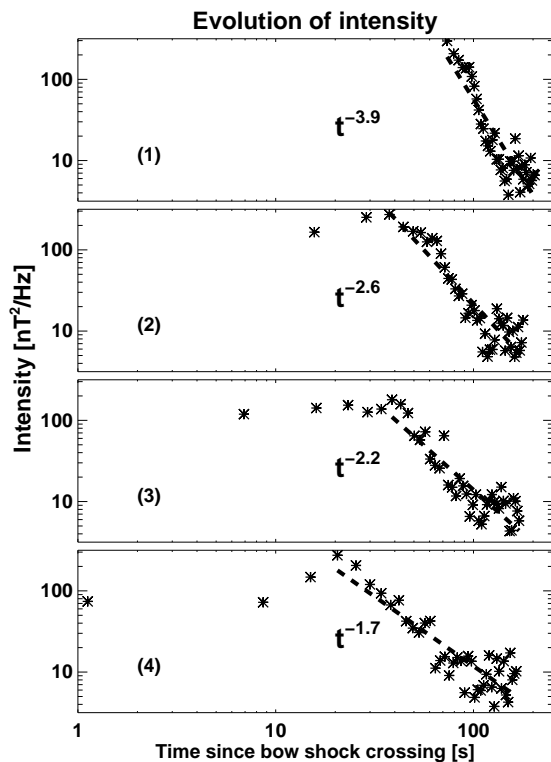 Evolution of intensity
100
10
(1)
t⁻³·⁹
100
10
(2)
t⁻²·⁶
Intensity [nT²/Hz]
100
10
(3)
t⁻²·²
100
10
(4)
t⁻¹·⁷
1
10
100
Time since bow shock crossing [s]